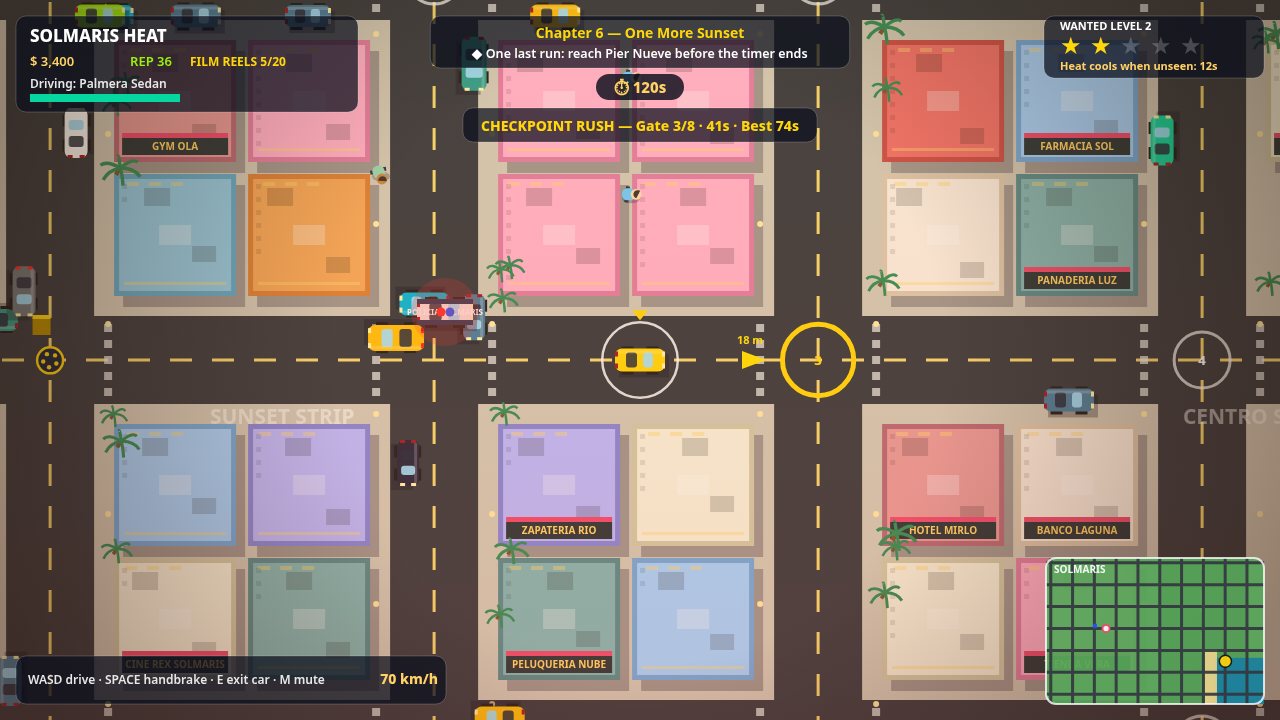 SOLMARIS HEAT
$ 3,400
REP 36
FILM REELS 5/20
Driving: Palmera Sedan
Chapter 6 — One More Sunset
◆ One last run: reach Pier Nueve before the timer ends
⏱ 120s
CHECKPOINT RUSH — Gate 3/8 · 41s · Best 74s
WANTED LEVEL 2
★ ★ ★ ★ ★
Heat cools when unseen: 12s
GYM OLA
FARMACIA SOL
PANADERIA LUZ
18 m
3
4
SUNSET STRIP
CENTRO S
ZAPATERIA RIO
HOTEL MIRLO
BANCO LAGUNA
SOLMARIS
CINE REX SOLMARIS
PELUQUERIA NUBE
WASD drive · SPACE handbrake · E exit car · M mute
70 km/h